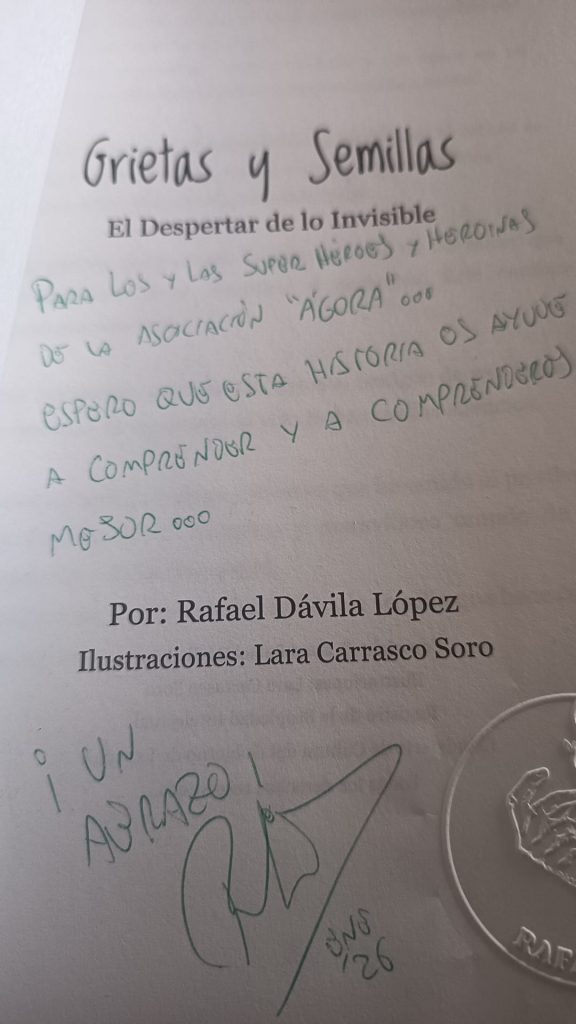 Grietas y Semillas
El Despertar de lo Invisible
PARA LOS Y LAS SUPER HÉROES Y HEROINAS
DE LA ASOCIACIÓN "ÁGORA"...
ESPERO QUE ESTA HISTORIA OS AYUDE
A COMPRENDER Y A COMPRENDEROS
MEJOR...
Por: Rafael Dávila López
Ilustraciones: Lara Carrasco Soro
¡UN
ABRAZO!
ENE
'26